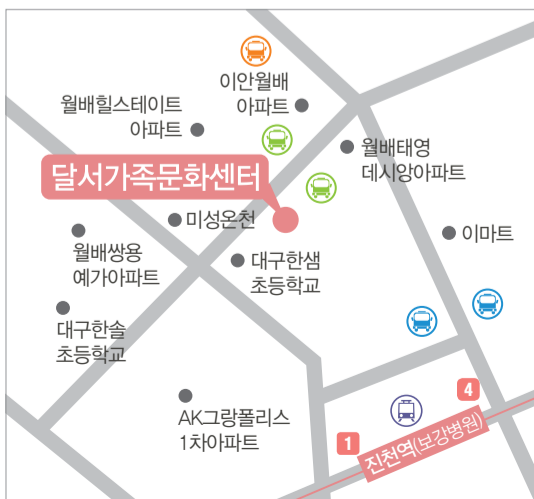 이안월배
아파트
월배힐스테이트
아파트
월배태영
데시앙아파트
달서가족문화센터
미성온천
이마트
월배쌍용
예가아파트
대구한샘
초등학교
대구한솔
초등학교
AK그랑폴리스
1차아파트
4
1
진천역(보강병원)